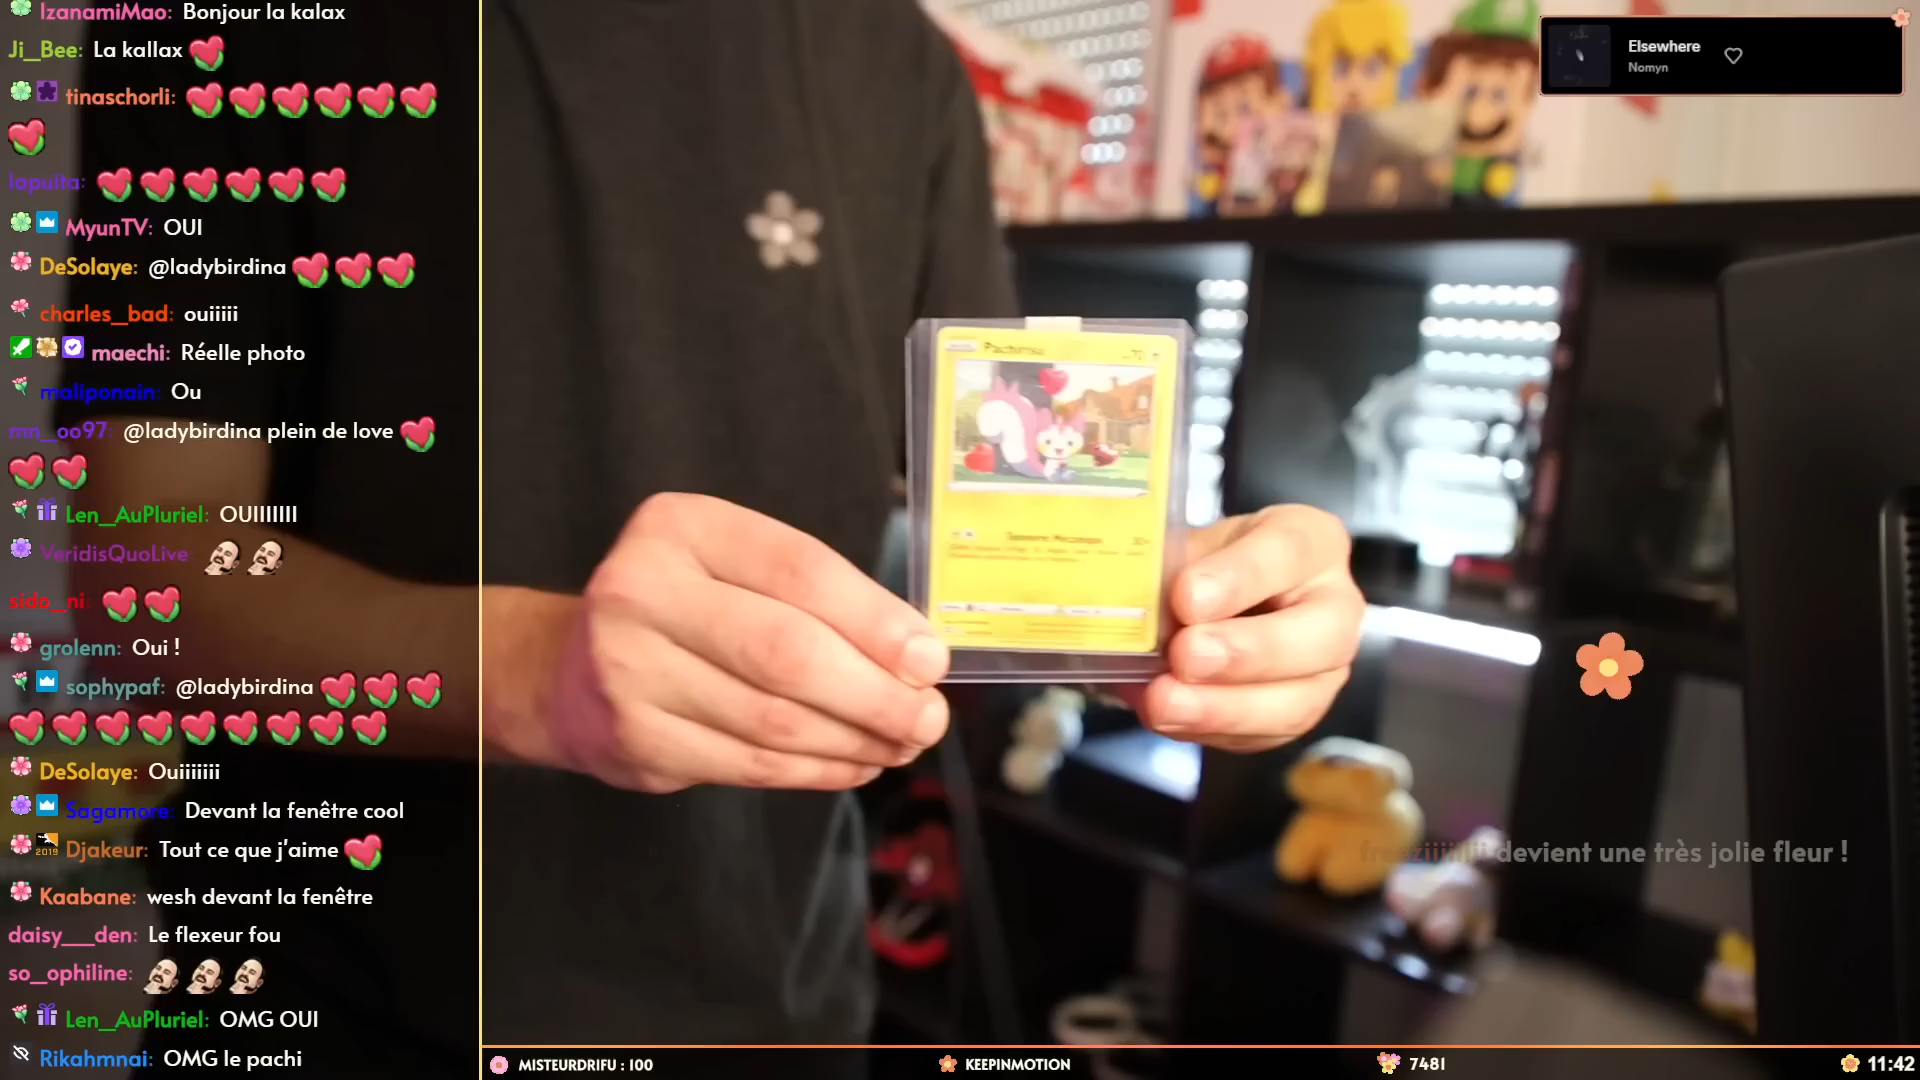 IzanamiMao: Bonjour la kalax
Ji_Bee: La kallax
tinaschorli:
lapuita:
MyunTV: OUI
DeSolaye: @ladybirdina
charles_bad: ouiiiii
maechi: Réelle photo
maliponain: Ou
mn_oo97: @ladybirdina plein de love
Len_AuPluriel: OUIIIIIII
VeridisQuoLive
sido_ni:
grolenn: Oui !
sophypaf: @ladybirdina
DeSolaye: Ouiiiiiii
Sagamore: Devant la fenêtre cool
2019 Djakeur: Tout ce que j'aime
Kaabane: wesh devant la fenêtre
daisy__den: Le flexeur fou
so_ophiline:
Len_AuPluriel: OMG OUI
Rikahmnai: OMG le pachi
Elsewhere
Nomyn
Pachirisu
devient une très jolie fleur !
MISTEURDRIFU : 100
KEEPINMOTION
7481
11:42